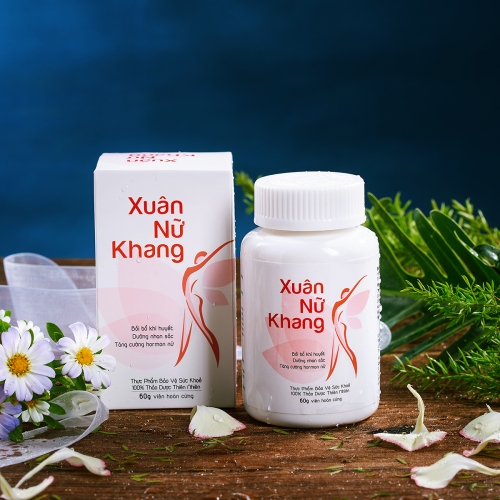 Xuân
Nữ
Khang
Xuân
Nữ
Khang
Bồi bổ khí huyết
Dưỡng nhan sắc
Tăng cường hormon nữ
Thực Phẩm Bảo Vệ Sức Khoẻ
100% Thảo Dược Thiên Nhiên
60g viên hoàn cứng
Xuân
Nữ
Khang
Bồi bổ khí huyết
Dưỡng nhan sắc
Tăng cường hormon nữ
Thực Phẩm Bảo Vệ Sức Khoẻ
100% Thảo Dược Thiên Nhiên
60g viên hoàn cứng